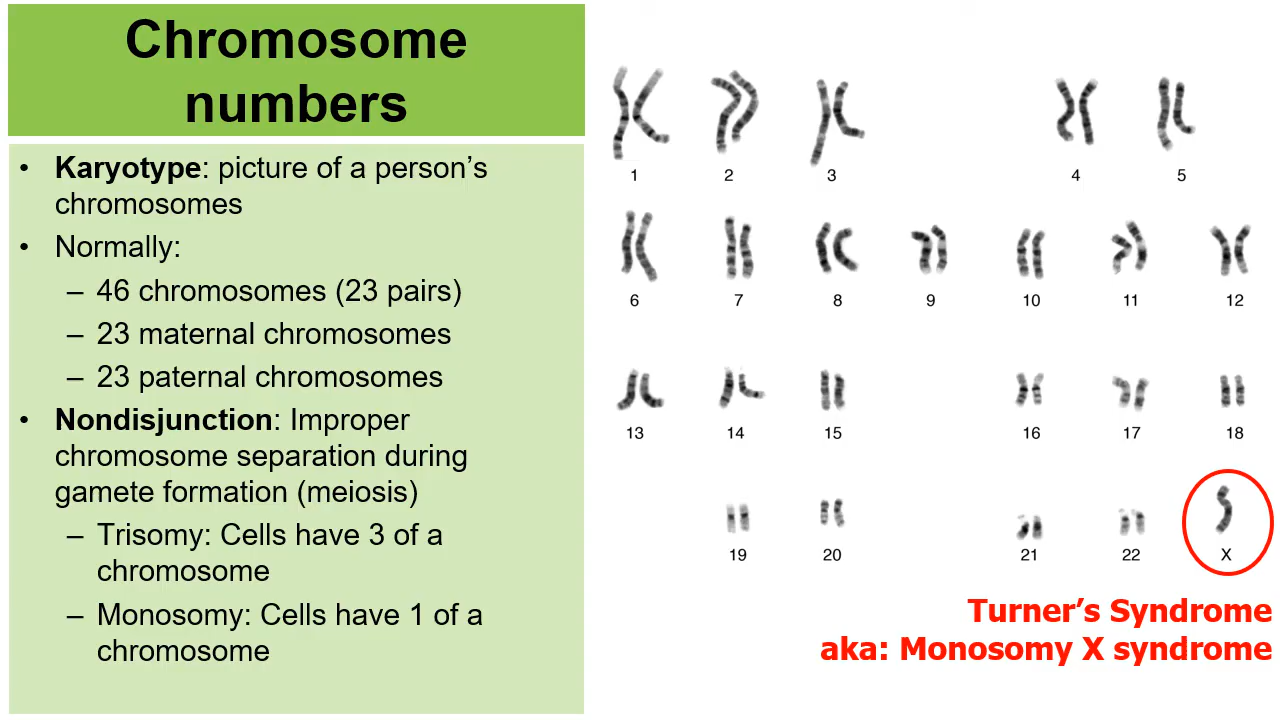 Chromosome
numbers
• Karyotype: picture of a person’s
chromosomes
• Normally:
– 46 chromosomes (23 pairs)
– 23 maternal chromosomes
– 23 paternal chromosomes
• Nondisjunction: Improper
chromosome separation during
gamete formation (meiosis)
– Trisomy: Cells have 3 of a
chromosome
– Monosomy: Cells have 1 of a
chromosome
1 2 3 4 5
6 7 8 9 10 11 12
13 14 15 16 17 18
19 20 21 22 X
Turner’s Syndrome
aka: Monosomy X syndrome